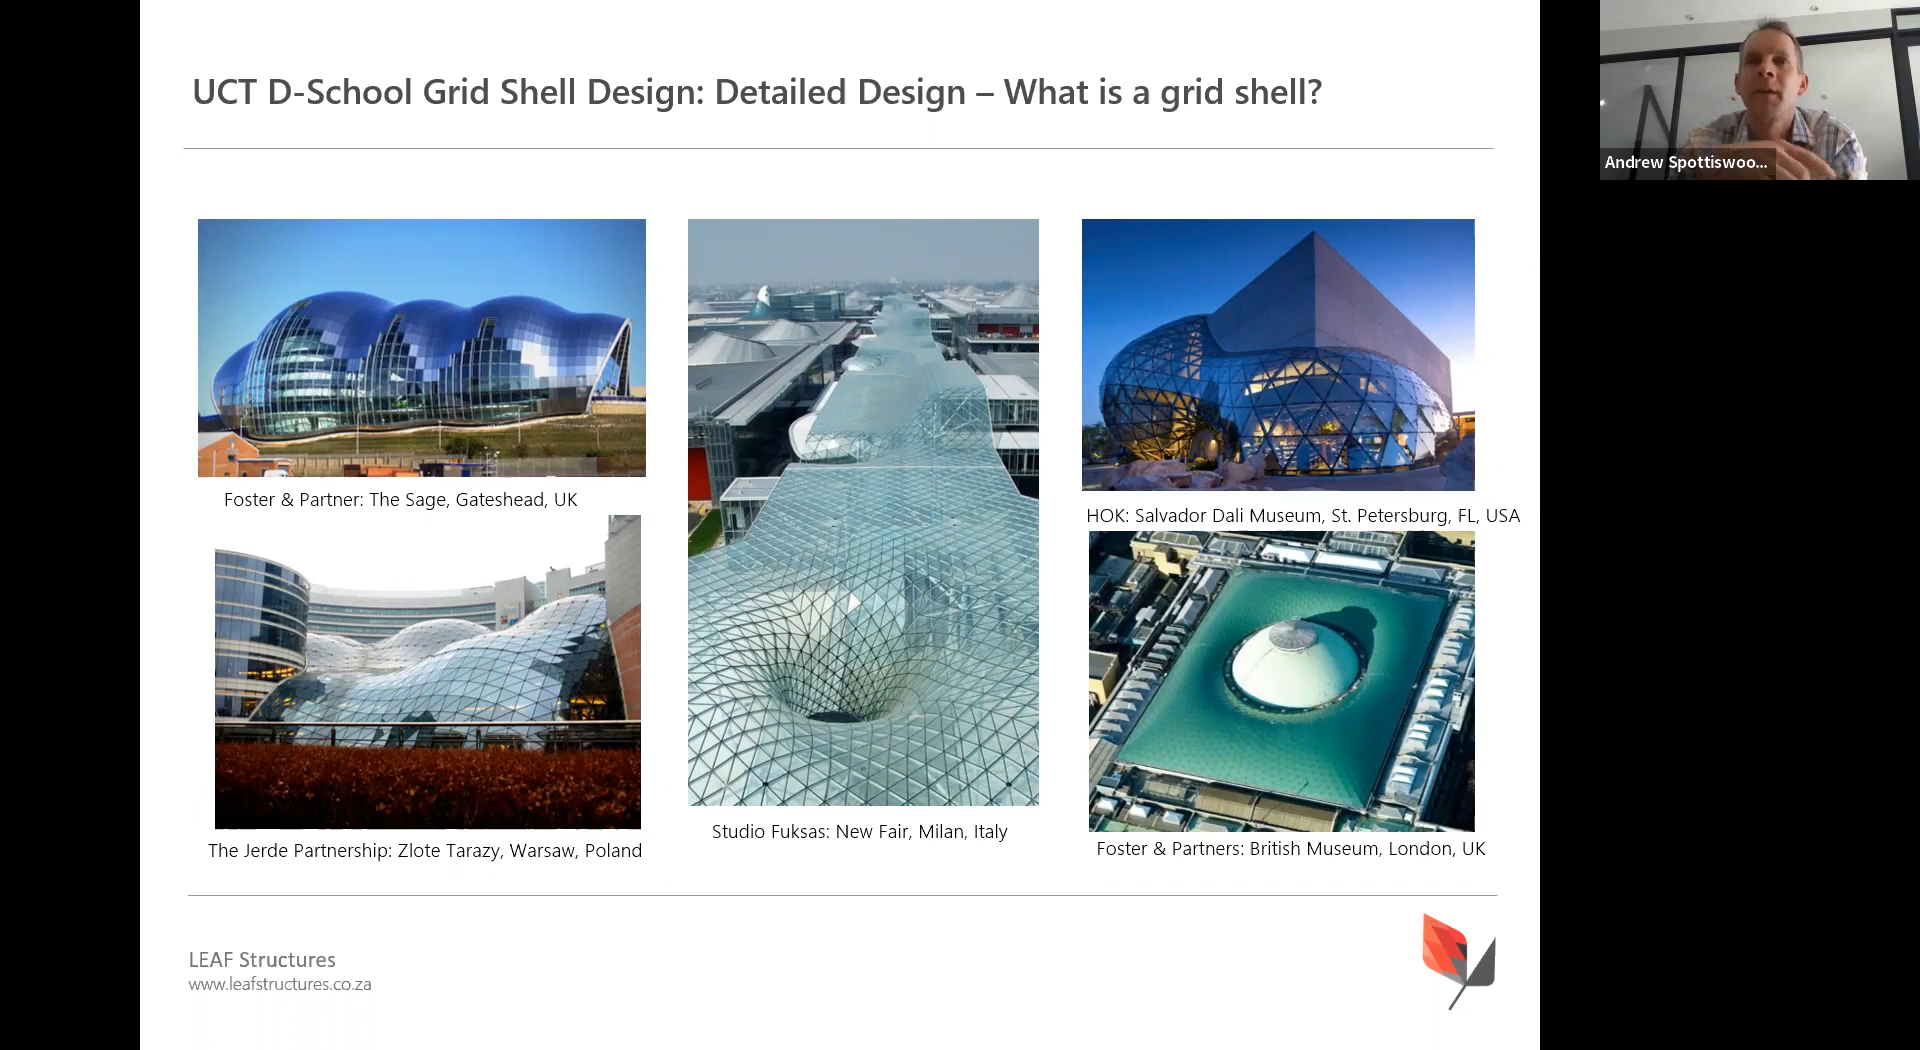 UCT D-School Grid Shell Design: Detailed Design – What is a grid shell?
Andrew Spottiswoo...
Foster & Partner: The Sage, Gateshead, UK
HOK: Salvador Dali Museum, St. Petersburg, FL, USA
Studio Fuksas: New Fair, Milan, Italy
The Jerde Partnership: Zlote Tarazy, Warsaw, Poland
Foster & Partners: British Museum, London, UK
LEAF Structures
www.leafstructures.co.za